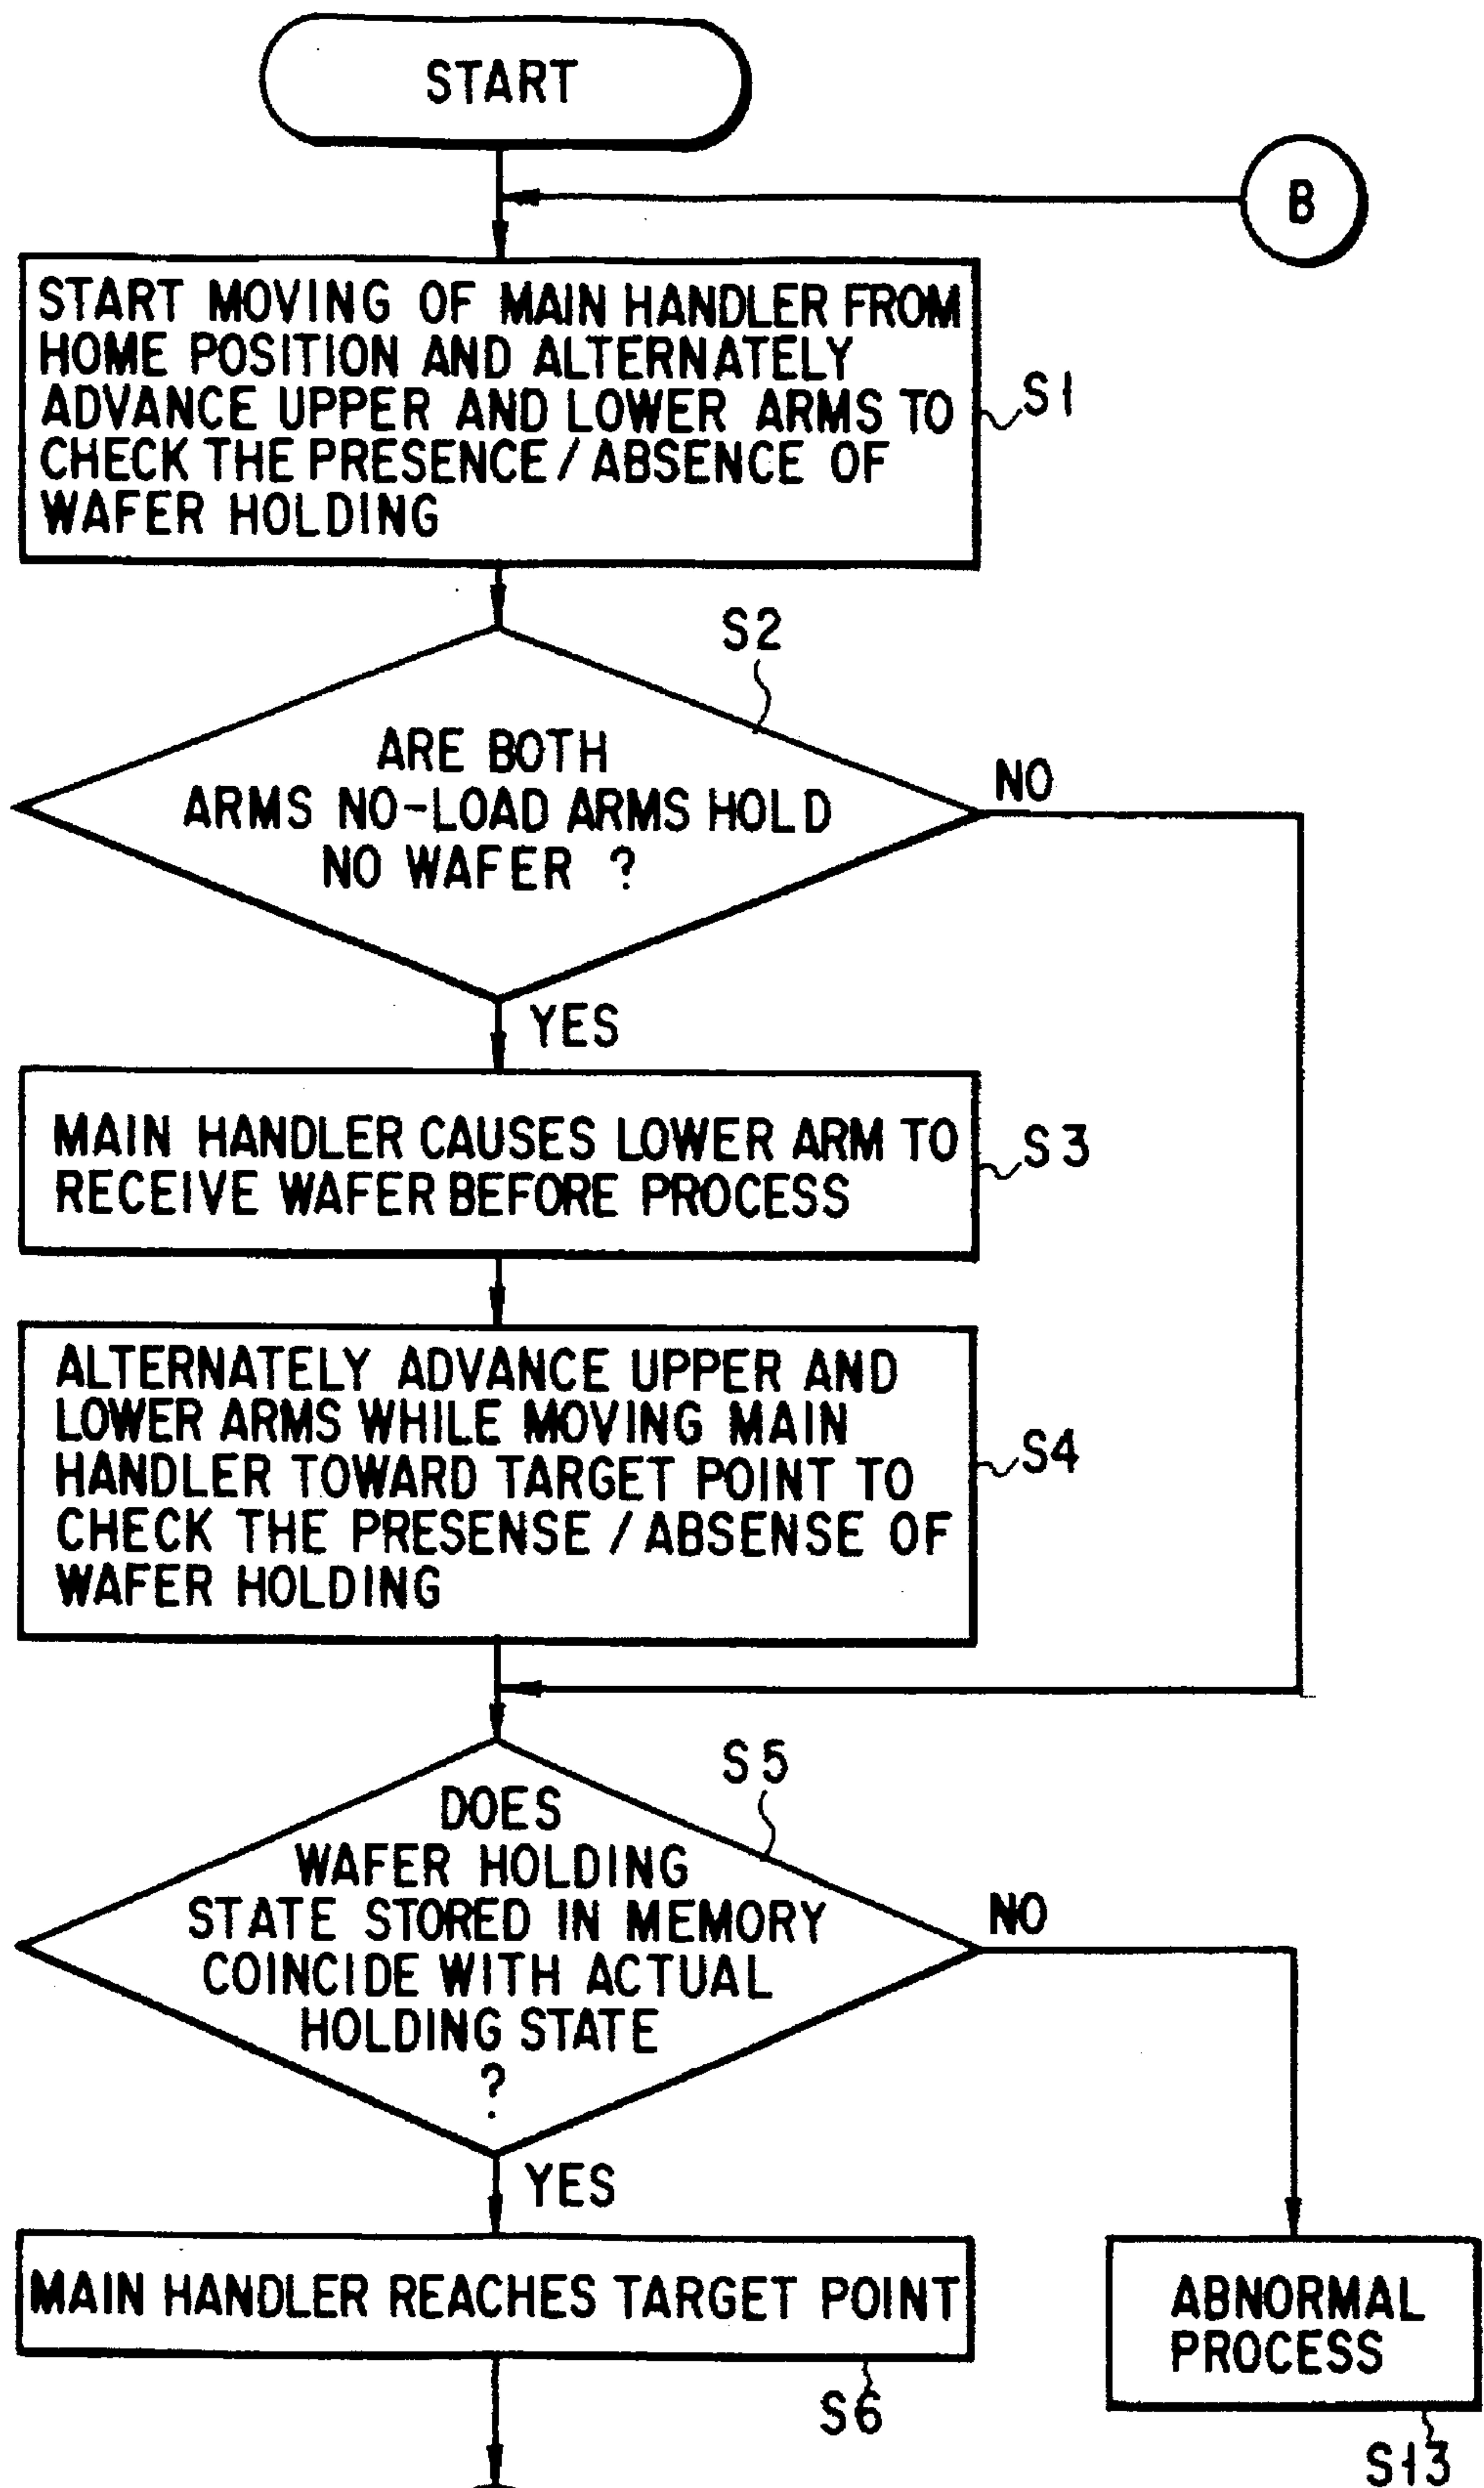 START
B
START MOVING OF MAIN HANDLER FROM
HOME POSITION AND ALTERNATELY
ADVANCE UPPER AND LOWER ARMS TO
CHECK THE PRESENCE/ABSENCE OF
WAFER HOLDING
S1
S2
ARE BOTH
ARMS NO-LOAD ARMS HOLD
NO WAFER ?
NO
YES
MAIN HANDLER CAUSES LOWER ARM TO
RECEIVE WAFER BEFORE PROCESS
S3
ALTERNATELY ADVANCE UPPER AND
LOWER ARMS WHILE MOVING MAIN
HANDLER TOWARD TARGET POINT TO
CHECK THE PRESENSE/ABSENSE OF
WAFER HOLDING
S4
S5
DOES
WAFER HOLDING
STATE STORED IN MEMORY
COINCIDE WITH ACTUAL
HOLDING STATE
?
NO
YES
MAIN HANDLER REACHES TARGET POINT
S6
ABNORMAL
PROCESS
S13